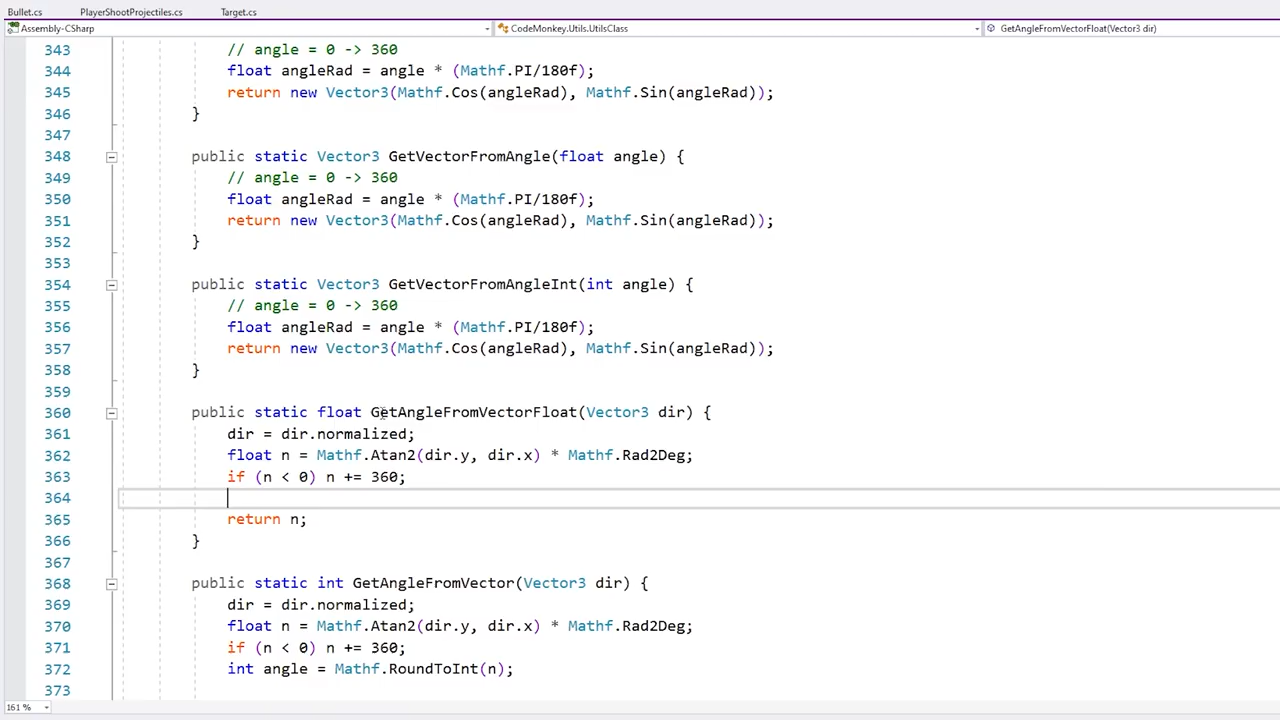 Bullet.cs PlayerShootProjectiles.cs Target.cs
Assembly-CSharp CodeMonkey.Utils.UtilsClass GetAngleFromVectorFloat(Vector3 dir)
343 // angle = 0 -> 360
344 float angleRad = angle * (Mathf.PI/180f);
345 return new Vector3(Mathf.Cos(angleRad), Mathf.Sin(angleRad));
346 }
347
348 public static Vector3 GetVectorFromAngle(float angle) {
349 // angle = 0 -> 360
350 float angleRad = angle * (Mathf.PI/180f);
351 return new Vector3(Mathf.Cos(angleRad), Mathf.Sin(angleRad));
352 }
353
354 public static Vector3 GetVectorFromAngleInt(int angle) {
355 // angle = 0 -> 360
356 float angleRad = angle * (Mathf.PI/180f);
357 return new Vector3(Mathf.Cos(angleRad), Mathf.Sin(angleRad));
358 }
359
360 public static float GetAngleFromVectorFloat(Vector3 dir) {
361 dir = dir.normalized;
362 float n = Mathf.Atan2(dir.y, dir.x) * Mathf.Rad2Deg;
363 if (n < 0) n += 360;
364
365 return n;
366 }
367
368 public static int GetAngleFromVector(Vector3 dir) {
369 dir = dir.normalized;
370 float n = Mathf.Atan2(dir.y, dir.x) * Mathf.Rad2Deg;
371 if (n < 0) n += 360;
372 int angle = Mathf.RoundToInt(n);
373
161 %